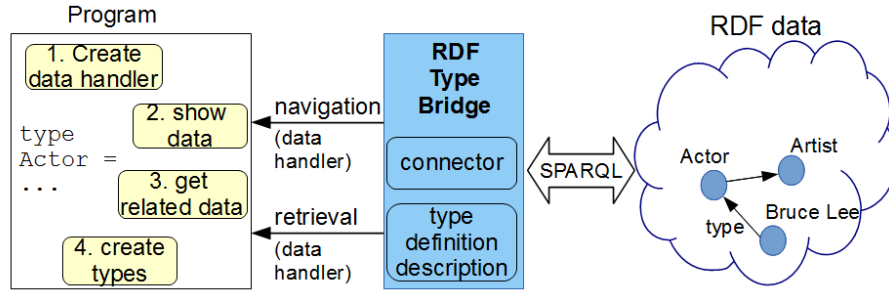 Program
1. Create
data handler
2. show
data
type
Actor =
...
3. get
related data
4. create
types
navigation
(data
handler)
retrieval
(data
handler)
RDF
Type
Bridge
connector
type
definition
description
SPARQL
RDF data
Artist
Actor
type
Bruce Lee